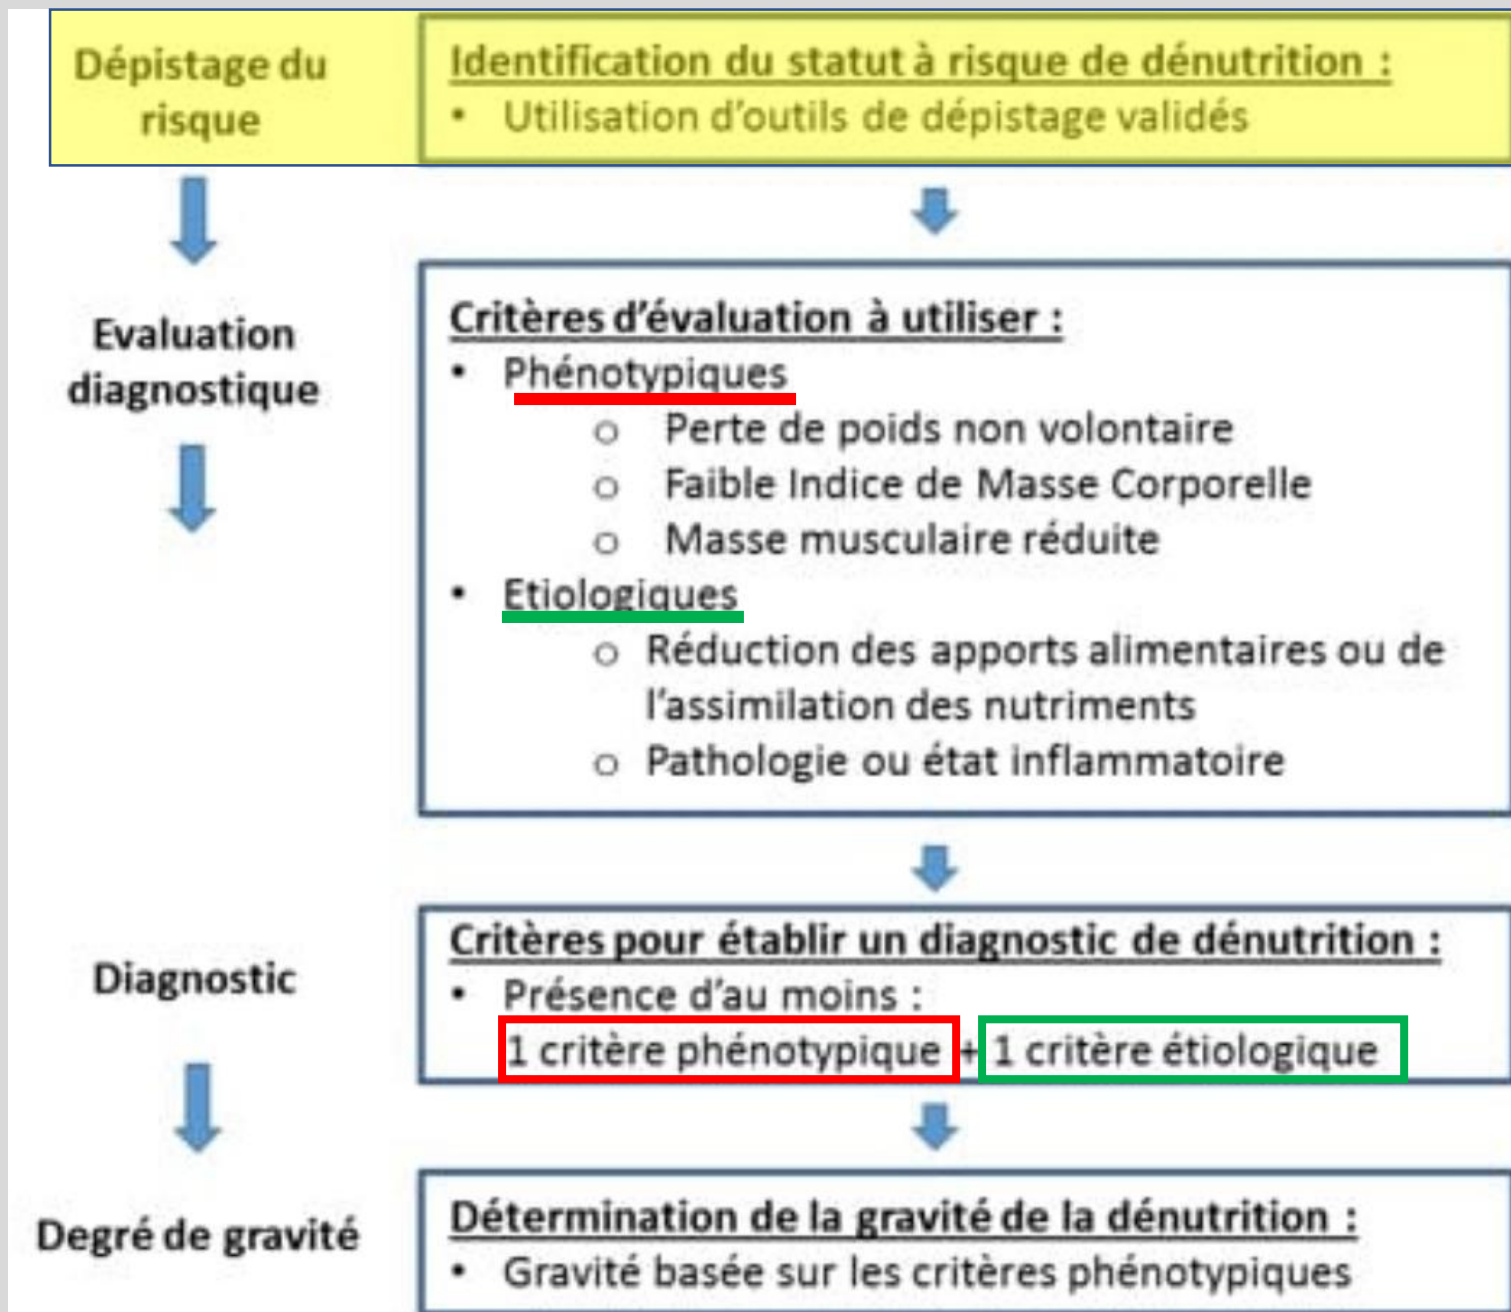 Dépistage du
risque
Identification du statut à risque de dénutrition :
• Utilisation d'outils de dépistage validés
Evaluation
diagnostique
Critères d'évaluation à utiliser :
• Phénotypiques
o Perte de poids non volontaire
o Faible Indice de Masse Corporelle
o Masse musculaire réduite
• Etiologiques
o Réduction des apports alimentaires ou de
l'assimilation des nutriments
o Pathologie ou état inflammatoire
Diagnostic
Critères pour établir un diagnostic de dénutrition :
• Présence d'au moins :
1 critère phénotypique + 1 critère étiologique
Degré de gravité
Détermination de la gravité de la dénutrition :
• Gravité basée sur les critères phénotypiques